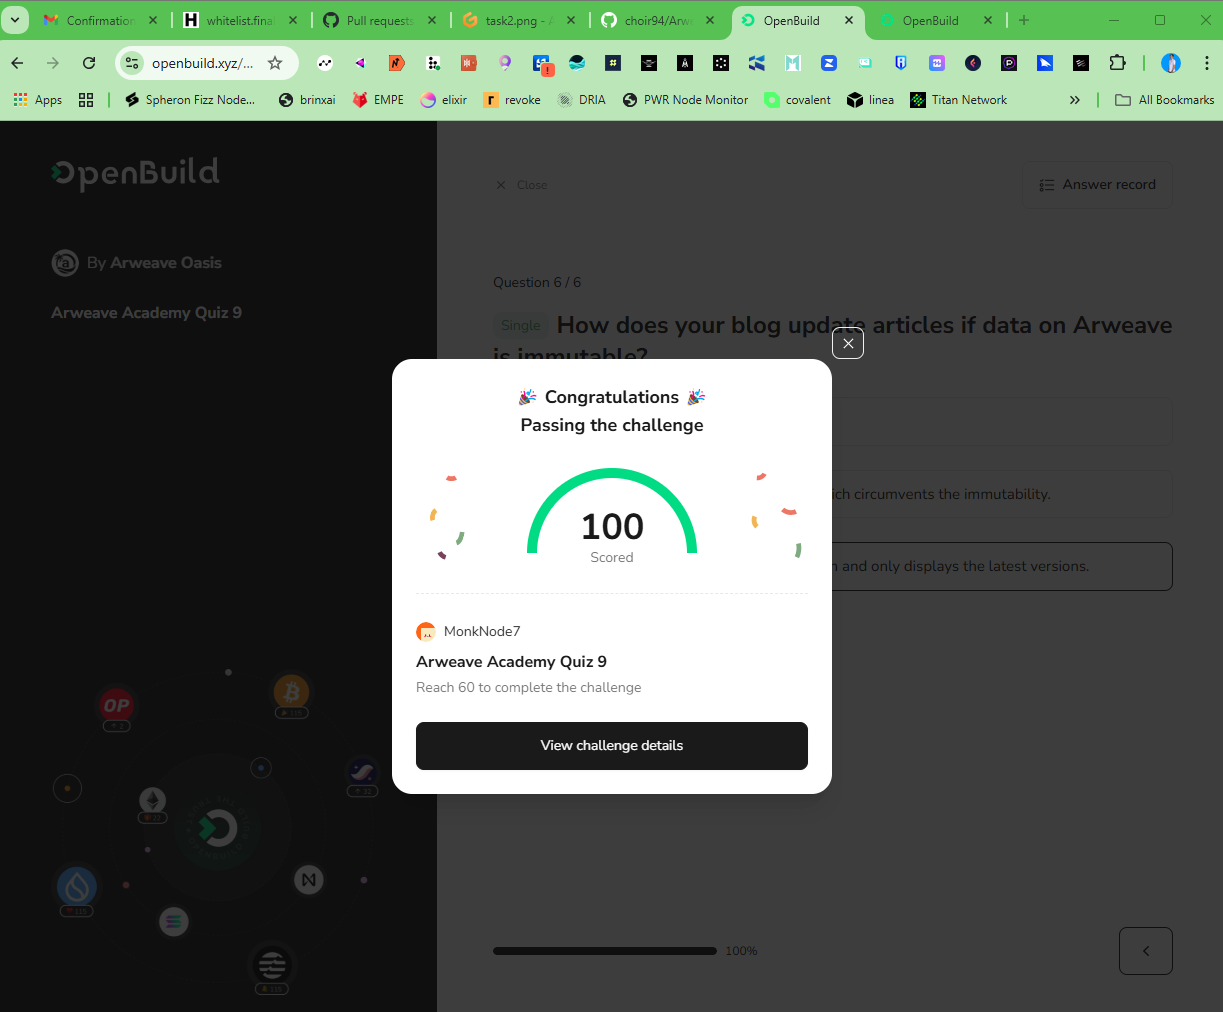 Confirmation
whitelist.final
Pull requests
task2.png - A
choir94/Arwe
OpenBuild
OpenBuild
openbuild.xyz/...
Apps
Spheron Fizz Node...
brinxai
EMPE
elixir
revoke
DRIA
PWR Node Monitor
covalent
linea
Titan Network
All Bookmarks
OpenBuild
Close
Answer record
By Arweave Oasis
Arweave Academy Quiz 9
Question 6 / 6
Single How does your blog update articles if data on Arweave
is immutable?
ich circumvents the immutability.
and only displays the latest versions.
Congratulations
Passing the challenge
100
Scored
MonkNode7
Arweave Academy Quiz 9
Reach 60 to complete the challenge
View challenge details
OP
100%